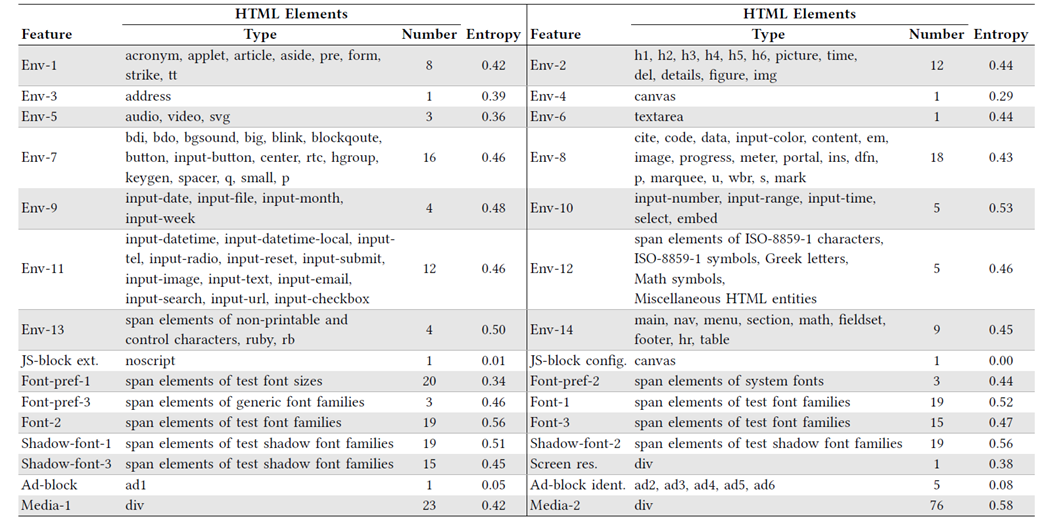 HTML Elements HTML Elements
Feature Type Number Entropy Feature Type Number Entropy
Env-1 acronym, applet, article, aside, pre, form, 8 0.42 Env-2 h1, h2, h3, h4, h5, h6, picture, time, 12 0.44
strike, tt del, details, figure, img
Env-3 address 1 0.39 Env-4 canvas 1 0.29
Env-5 audio, video, svg 3 0.36 Env-6 textarea 1 0.44
bdi, bdo, bgsound, big, blink, blockqoute, cite, code, data, input-color, content, em,
Env-7 button, input-button, center, rtc, hgroup, 16 0.46 Env-8 image, progress, meter, portal, ins, dfn, 18 0.43
keygen, spacer, q, small, p p, marquee, u, wbr, s, mark
Env-9 input-date, input-file, input-month, 4 0.48 Env-10 input-number, input-range, input-time, 5 0.53
input-week select, embed
input-datetime, input-datetime-local, input- span elements of ISO-8859-1 characters,
Env-11 tel, input-radio, input-reset, input-submit, 12 0.46 Env-12 ISO-8859-1 symbols, Greek letters, 5 0.46
input-image, input-text, input-email, Math symbols,
input-search, input-url, input-checkbox Miscellaneous HTML entities
Env-13 span elements of non-printable and 4 0.50 Env-14 main, nav, menu, section, math, fieldset, 9 0.45
control characters, ruby, rb footer, hr, table
JS-block ext. noscript 1 0.01 JS-block config. canvas 1 0.00
Font-pref-1 span elements of test font sizes 20 0.34 Font-pref-2 span elements of system fonts 3 0.44
Font-pref-3 span elements of generic font families 3 0.46 Font-1 span elements of test font families 19 0.52
Font-2 span elements of test font families 19 0.56 Font-3 span elements of test font families 15 0.47
Shadow-font-1 span elements of test shadow font families 19 0.51 Shadow-font-2 span elements of test shadow font families 19 0.56
Shadow-font-3 span elements of test shadow font families 15 0.45 Screen res. div 1 0.38
Ad-block ad1 1 0.05 Ad-block ident. ad2, ad3, ad4, ad5, ad6 5 0.08
Media-1 div 23 0.42 Media-2 div 76 0.58